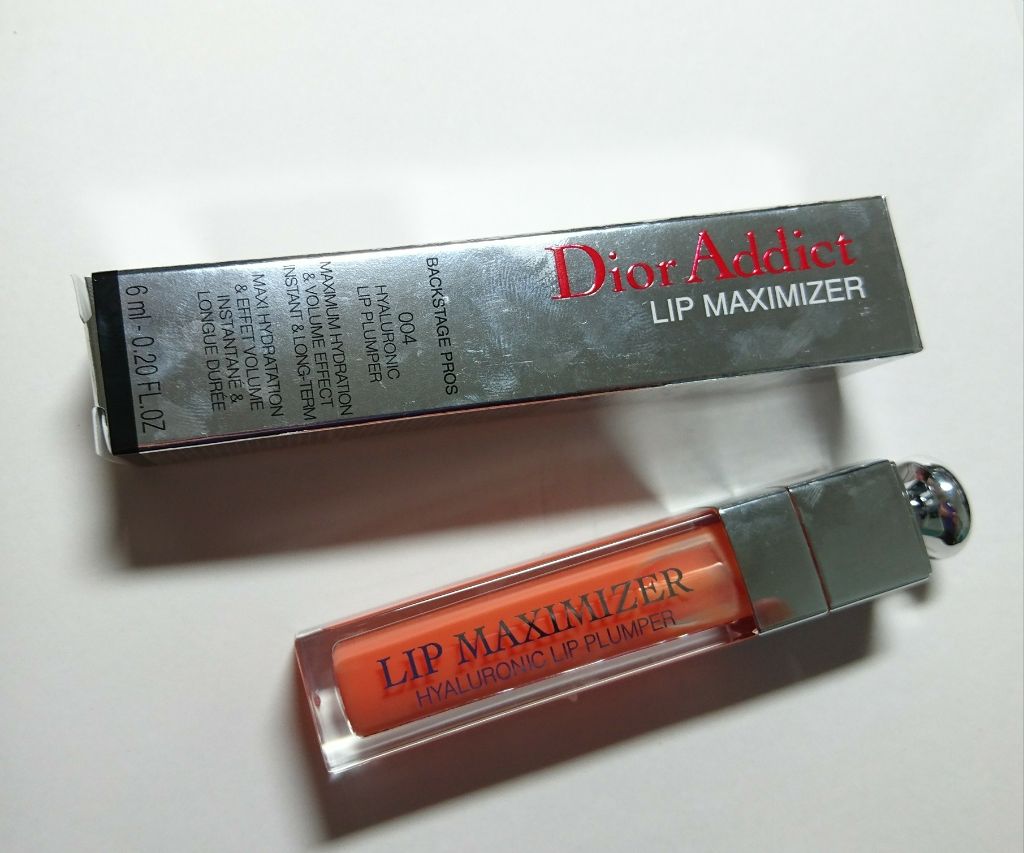 Dior Addict
LIP MAXIMIZER
BACKSTAGE PROS
004
HYALURONIC
LIP PLUMPER
MAXIMUM HYDRATION
& VOLUME EFFECT
INSTANT & LONG-TERM
MAXI HYDRATATION
& EFFET VOLUME
INSTANTANÉ &
LONGUE DURÉE
6 ml - 0.20 FL.OZ
LIP MAXIMIZER
HYALURONIC LIP PLUMPER